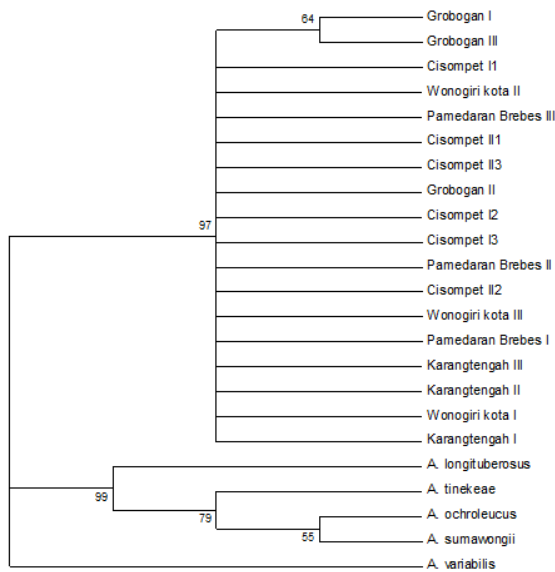 64
Grobogan I
Grobogan III
Cisompet I1
Wonogiri kota II
Pamedaran Brebes III
Cisompet II1
Cisompet II3
Grobogan II
97
Cisompet I2
Cisompet I3
Pamedaran Brebes II
Cisompet II2
Wonogiri kota III
Pamedaran Brebes I
Karangtengah III
Karangtengah II
Wonogiri kota I
Karangtengah I
A. longituberosus
99
A. tinekeae
79
A. ochroleucus
55
A. sumawongii
A. variabilis